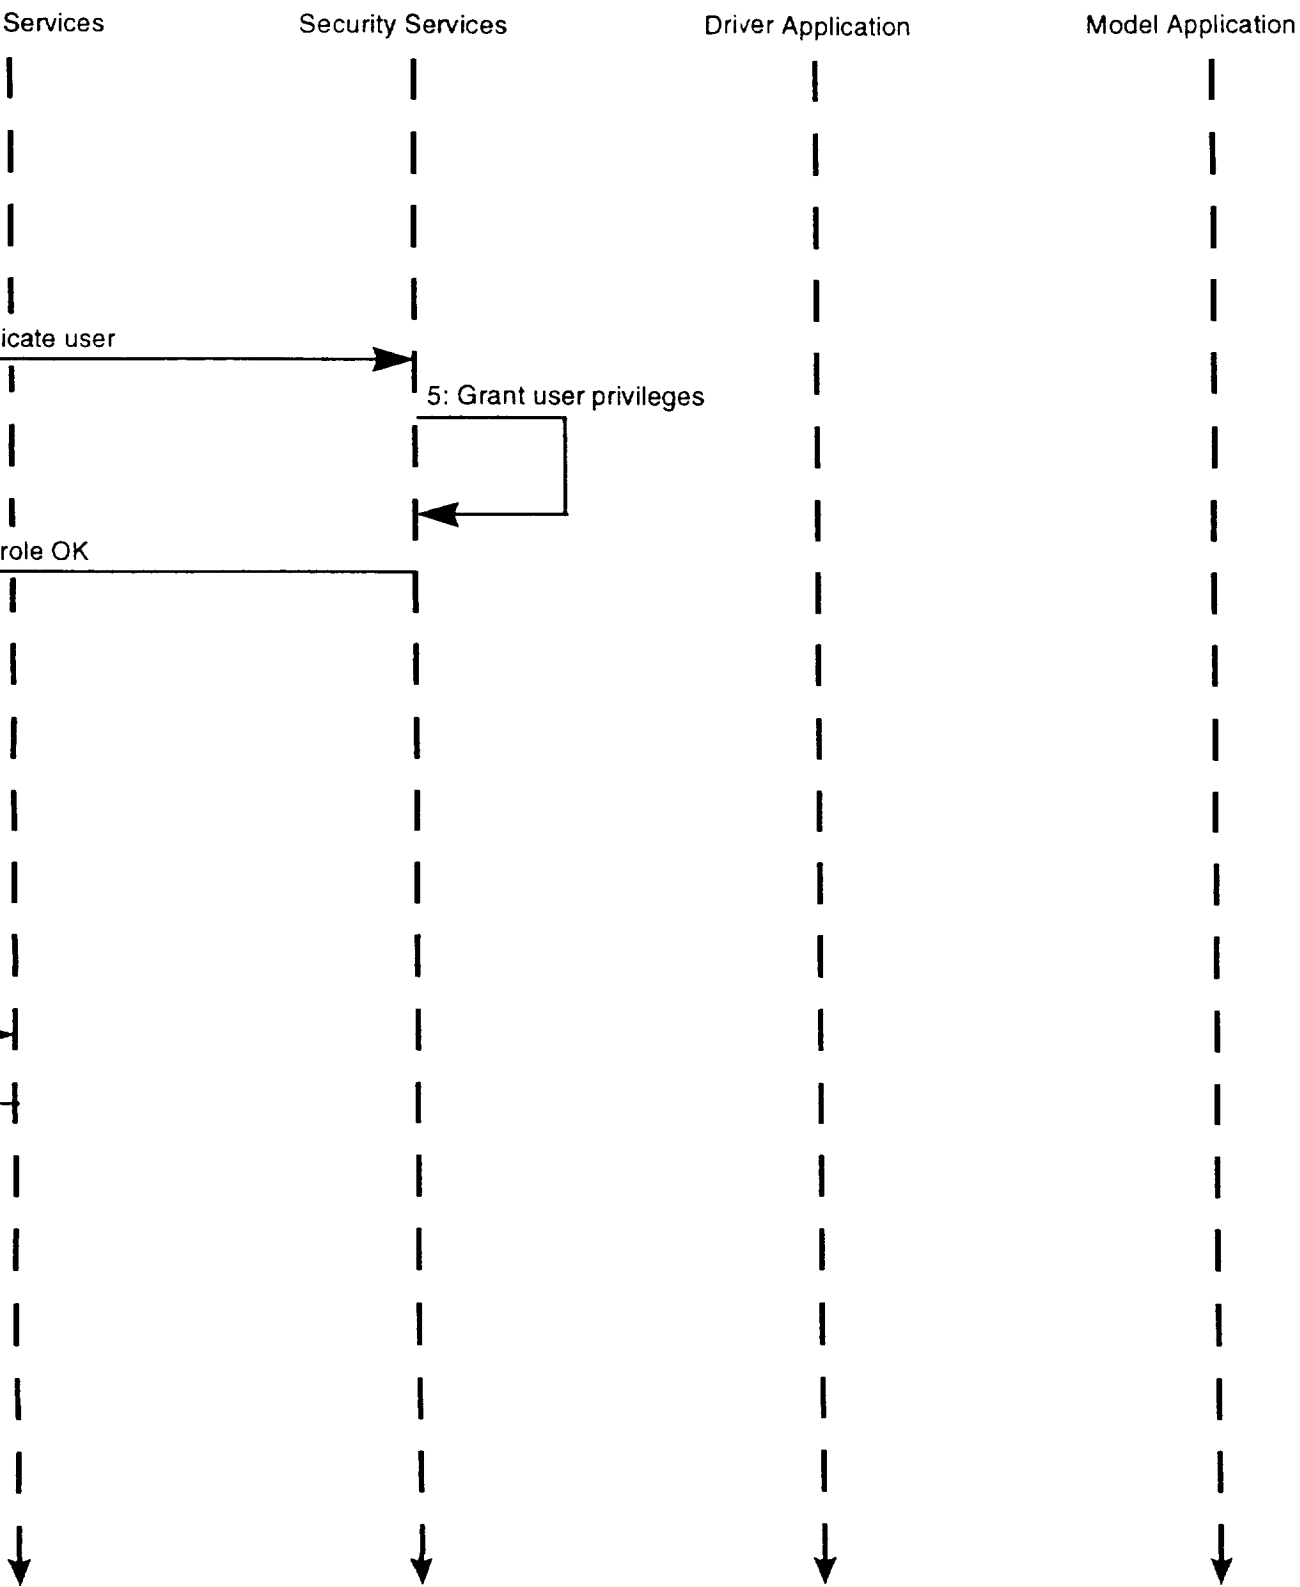 Services
Security Services
Driver Application
Model Application
icate user
5: Grant user privileges
role OK